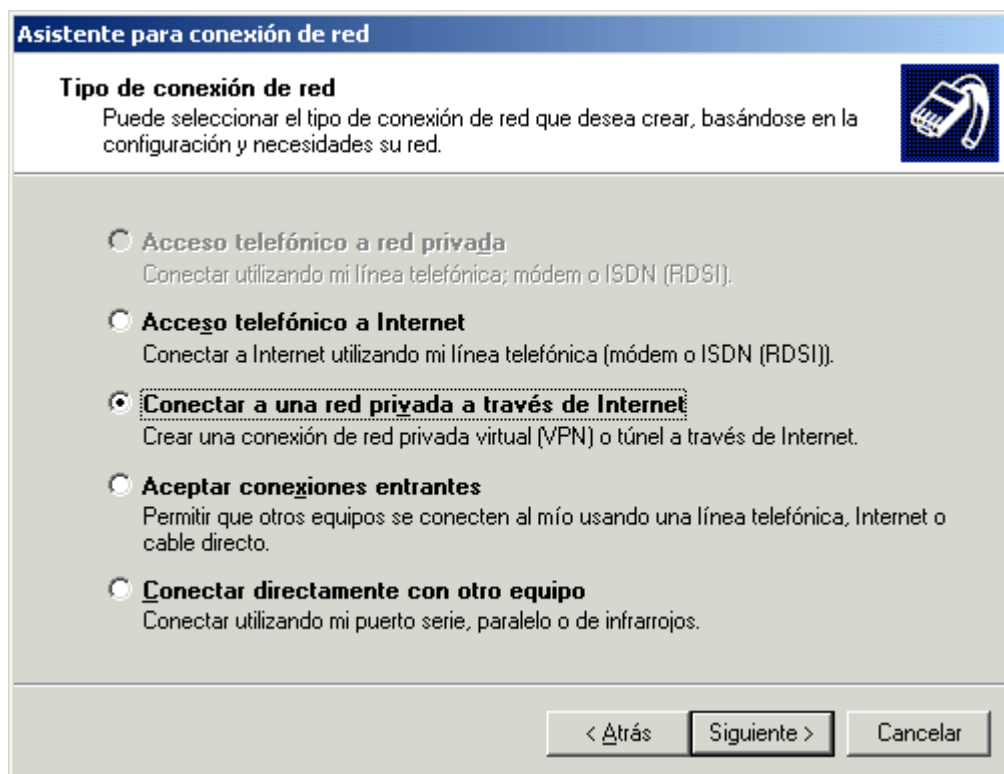 Asistente para conexión de red
Tipo de conexión de red
Puede seleccionar el tipo de conexión de red que desea crear, basándose en la
configuración y necesidades su red.
Acceso telefónico a red privada
Conectar utilizando mi línea telefónica; módem o ISDN (RDSI).
Acceso telefónico a Internet
Conectar a Internet utilizando mi línea telefónica (módem o ISDN (RDSI)).
Conectar a una red privada a través de Internet
Crear una conexión de red privada virtual (VPN) o túnel a través de Internet.
Aceptar conexiones entrantes
Permitir que otros equipos se conecten al mío usando una línea telefónica, Internet o
cable directo.
Conectar directamente con otro equipo
Conectar utilizando mi puerto serie, paralelo o de infrarrojos.
< Atrás Siguiente > Cancelar